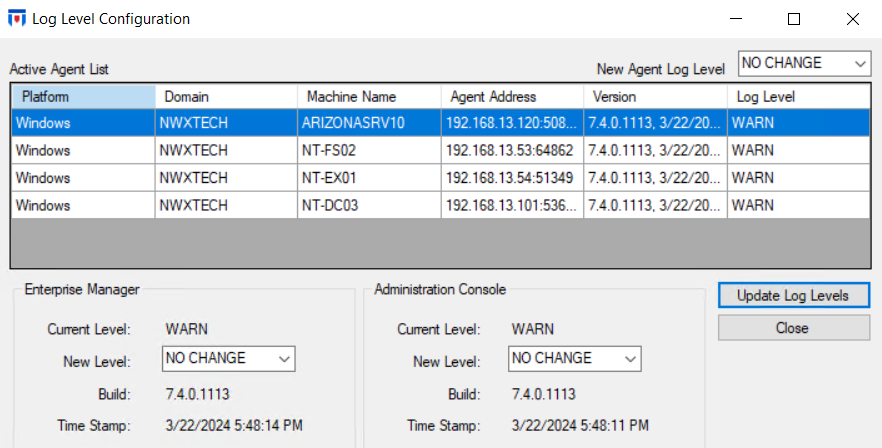 Log Level Configuration
Active Agent List New Agent Log Level NO CHANGE
Platform Domain Machine Name Agent Address Version Log Level
Windows NWXTECH ARIZONASRV10 192.168.13.120:508... 7.4.0.1113, 3/22/20... WARN
Windows NWXTECH NT-FS02 192.168.13.53:64862 7.4.0.1113, 3/22/20... WARN
Windows NWXTECH NT-EX01 192.168.13.54:51349 7.4.0.1113, 3/22/20... WARN
Windows NWXTECH NT-DC03 192.168.13.101:536... 7.4.0.1113, 3/22/20... WARN
Enterprise Manager
Current Level: WARN
New Level: NO CHANGE
Build: 7.4.0.1113
Time Stamp: 3/22/2024 5:48:14 PM
Administration Console
Current Level: WARN
New Level: NO CHANGE
Build: 7.4.0.1113
Time Stamp: 3/22/2024 5:48:11 PM
Update Log Levels
Close